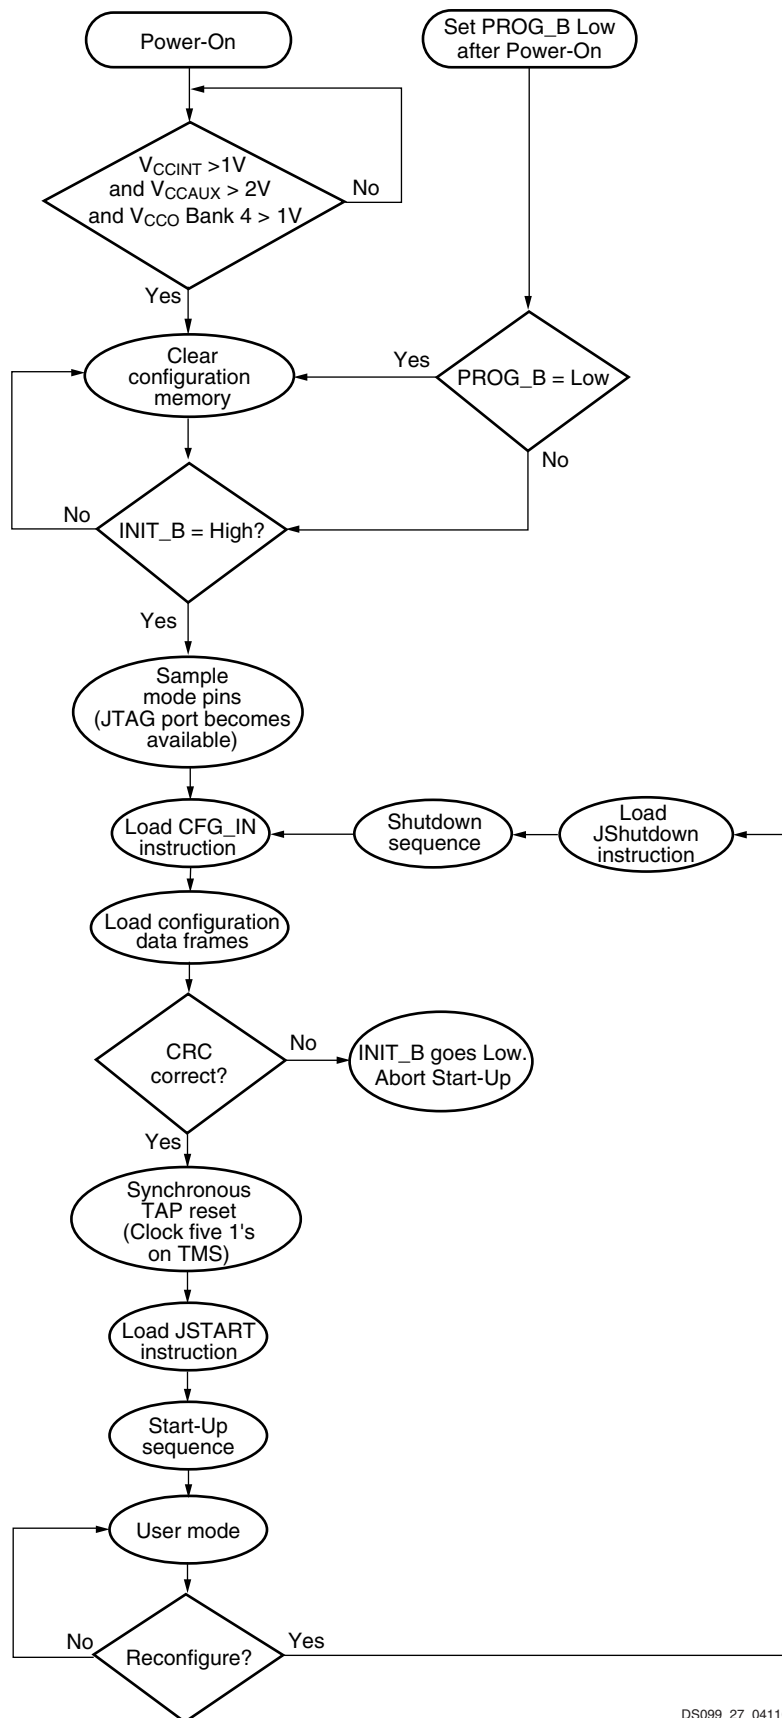 Power-On
Set PROG_B Low
after Power-On
VCCINT >1V
and VCCAUX > 2V
and VCCO Bank 4 > 1V
No
Yes
Clear
configuration
memory
Yes
PROG_B = Low
No
No
INIT_B = High?
Yes
Sample
mode pins
(JTAG port becomes
available)
Load CFG_IN
instruction
Shutdown
sequence
Load
JShutdown
instruction
Load configuration
data frames
CRC
correct?
No
INIT_B goes Low.
Abort Start-Up
Yes
Synchronous
TAP reset
(Clock five 1's
on TMS)
Load JSTART
instruction
Start-Up
sequence
User mode
No
Reconfigure?
Yes
DS099_27_0411